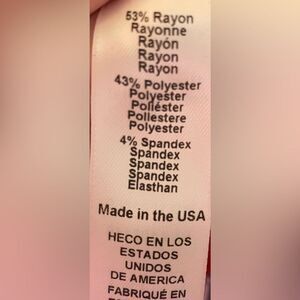 53% Rayon
Rayonne
Rayón
Rayon
Rayon
43% Polyester
Polyester
Poliéster
Poliestere
Polyester
4% Spandex
Spandex
Spandex
Spandex
Elasthan
Made in the USA
HECO EN LOS
ESTADOS
UNIDOS
DE AMERICA
FABRIQUÉ EN